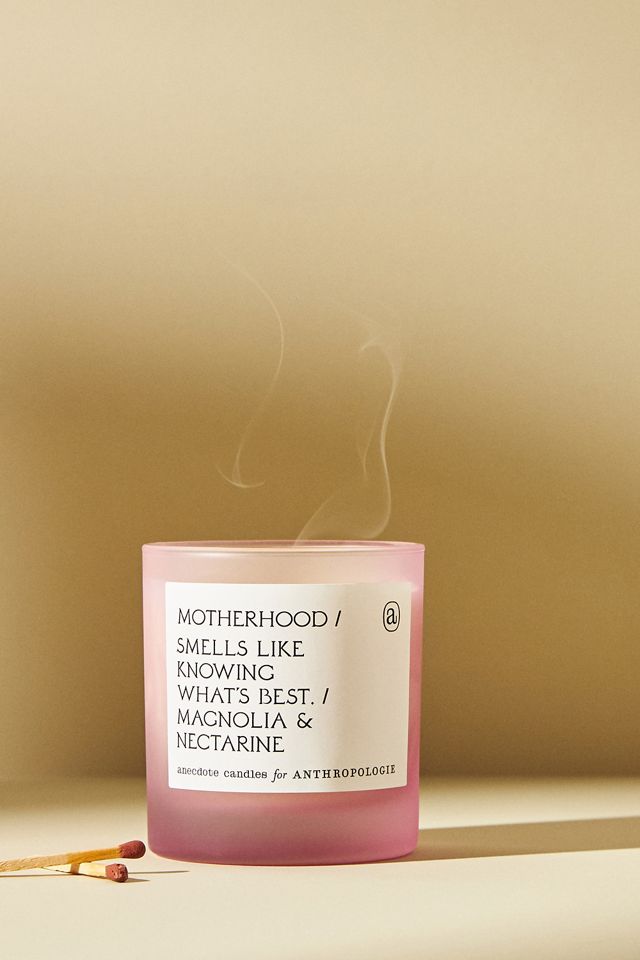 MOTHERHOOD /
a
SMELLS LIKE
KNOWING
WHAT'S BEST. /
MAGNOLIA &
NECTARINE
anecdote candles for ANTHROPOLOGIE